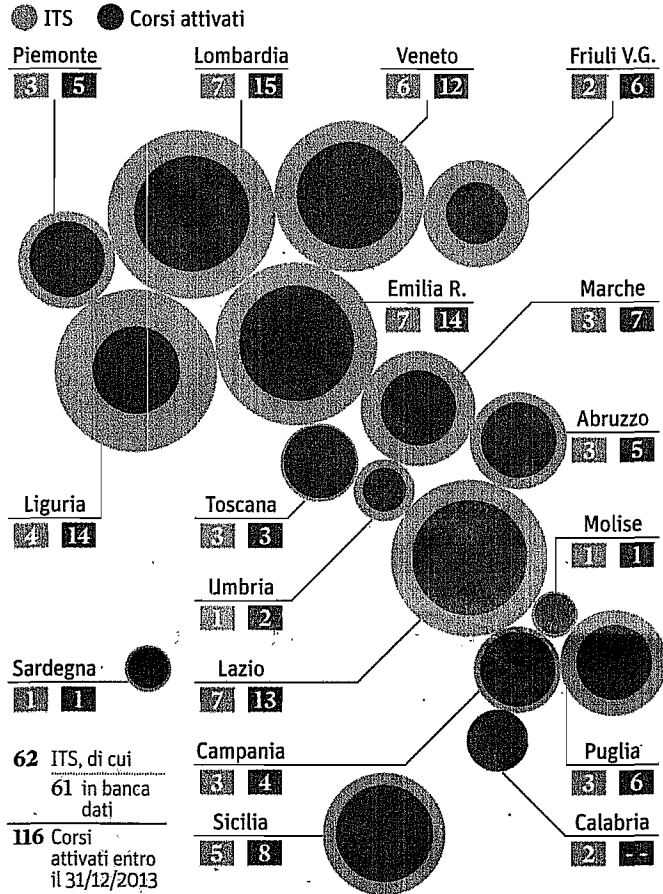 ITS Corsi attivati
Piemonte Lombardia Veneto Friuli V.G.
3 5 7 15 6 12 2 6
Emilia R. Marche
7 14 3 7
Abruzzo
3 5
Liguria Toscana
4 14 3 3
Molise
1 1
Umbria
1 2
Sardegna Lazio
1 1 7 13
Campania Puglia
3 4 3 6
Sicilia Calabria
5 8 2 --
62 ITS, di cui
61 in banca
dati
116 Corsi
attivati entro
il 31/12/2013